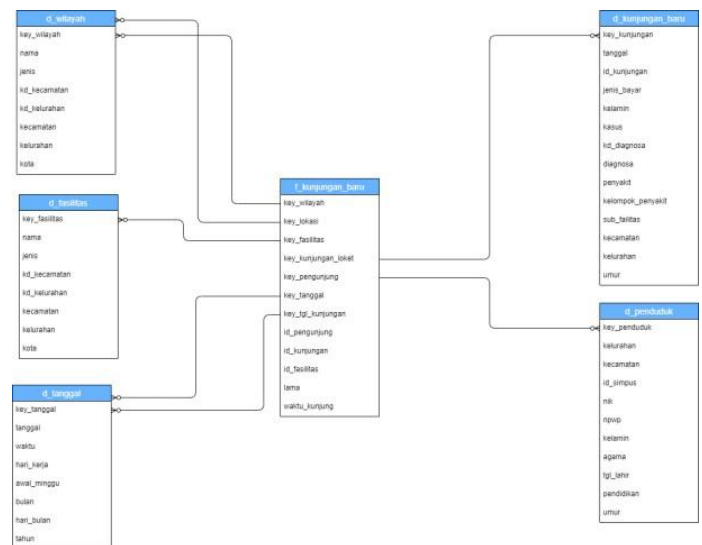 d_wilayah
key_wilayah
nama
jenis
kd_kecamatan
kd_kelurahan
kecamatan
kelurahan
kota
d_fasilitas
key_fasilitas
nama
jenis
kd_kecamatan
kd_kelurahan
kecamatan
kelurahan
kota
d_tanggal
key_tanggal
tanggal
waktu
hari_kerja
awal_minggu
bulan
hari_bulan
tahun
f_kunjungan_baru
key_wilayah
key_lokasi
key_fasilitas
key_kunjungan_loket
key_pengunjung
key_tanggal
key_tgl_kunjungan
id_pengunjung
id_kunjungan
id_fasilitas
lama
waktu_kunjung
d_kunjungan_baru
key_kunjungan
tanggal
id_kunjungan
jenis_bayar
kelamin
kasus
kd_diagnosa
diagnosa
penyakit
kelompok_penyakit
sub_failitas
kecamatan
kelurahan
umur
d_penduduk
key_penduduk
kelurahan
kecamatan
id_simpus
nik
npwp
kelamin
agama
tgl_lahir
pendidikan
umur